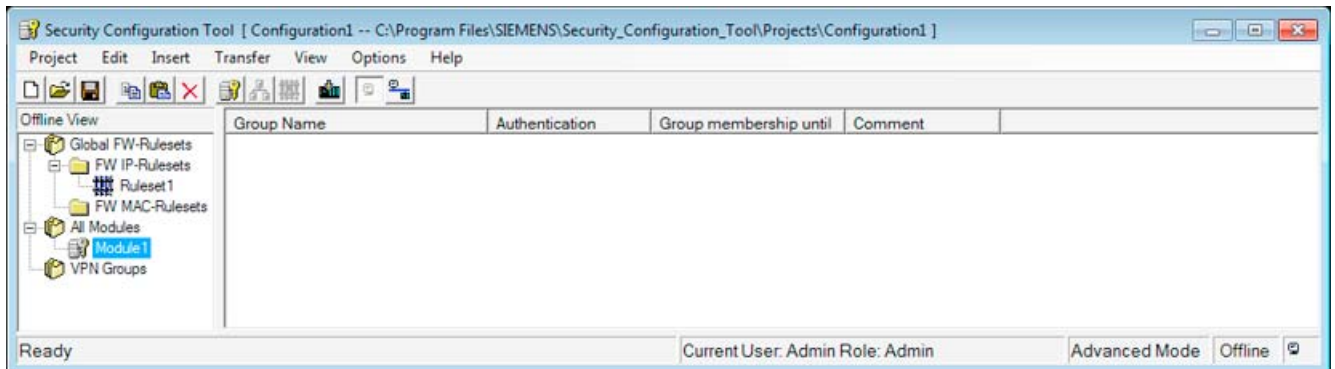 Security Configuration Tool [ Configuration1 -- C:\Program Files\SIEMENS\Security_Configuration_Tool\Projects\Configuration1 ]
Project Edit Insert Transfer View Options Help
Offline View
Group Name Authentication Group membership until Comment
Global FW-Rulesets
FW IP-Rulesets
Ruleset1
FW MAC-Rulesets
All Modules
Module1
VPN Groups
Ready Current User: Admin Role: Admin Advanced Mode Offline